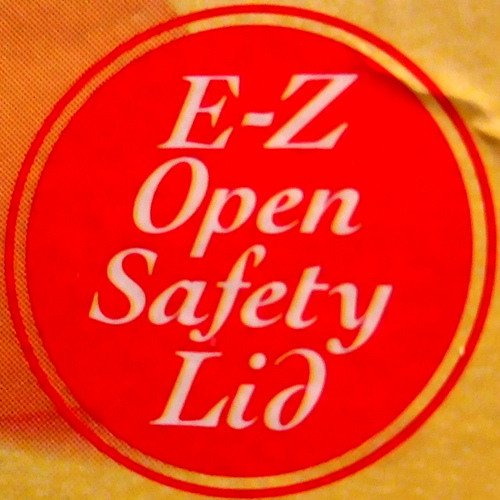 E-Z
Open
Safety
Lid